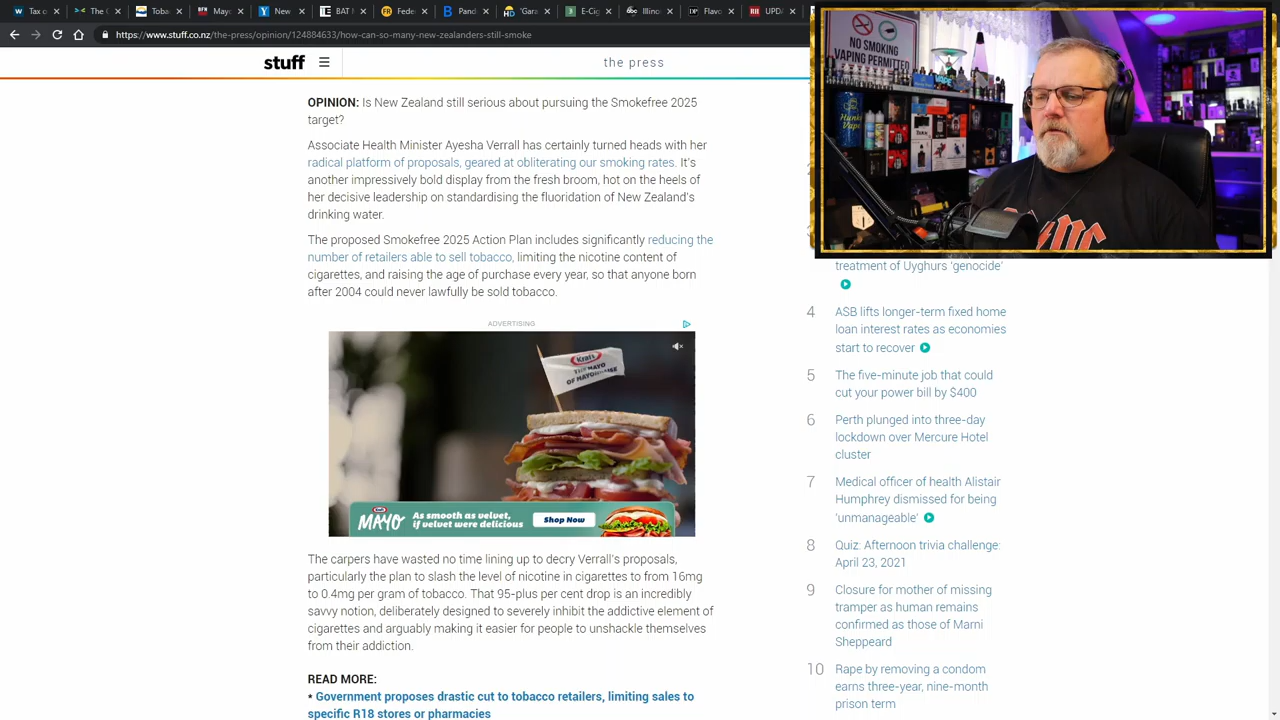 Tax c
Toba
[DFN
Mary
New
E. BA
Banc
(Gara
E-Cig
Illino
Flavo
UPDA
https://www.stuff.co.nz/the-press/opinion/124884633/how-can-so-many-new-zealanders-still-smoke
stuff
the press
NO SMOKING
VAPING PERMITTED
VAPE
OPINION: Is New Zealand still serious about pursuing the Smokefree 2025
target?
Associate Health Minister Ayesha Verrall has certainly turned heads with her
radical platform of proposals, geared at obliterating our smoking rates. It's
another impressively bold display from the fresh broom, hot on the heels of
her decisive leadership on standardising the fluoridation of New Zealand's
drinking water.
The proposed Smokefree 2025 Action Plan includes significantly reducing the
number of retailers able to sell tobacco, limiting the nicotine content of
cigarettes, and raising the age of purchase every year, so that anyone born
after 2004 could never lawfully be sold tobacco.
ADVERTISING
Kraft
THE MAYO
OF MAYONNAISE
Kraft
MAYO
As smooth as velvet,
if velvet were delicious
Shop Now
The carpers have wasted no time lining up to decry Verrall's proposals,
particularly the plan to slash the level of nicotine in cigarettes to from 16mg
to 0.4mg per gram of tobacco. That 95-plus per cent drop is an incredibly
savvy notion, deliberately designed to severely inhibit the addictive element of
cigarettes and arguably making it easier for people to unshackle themselves
from their addiction.
READ MORE:
* Government proposes drastic cut to tobacco retailers, limiting sales to
specific R18 stores or pharmacies
treatment of Uyghurs 'genocide'
4 ASB lifts longer-term fixed home
loan interest rates as economies
start to recover
5 The five-minute job that could
cut your power bill by $400
6 Perth plunged into three-day
lockdown over Mercure Hotel
cluster
7 Medical officer of health Alistair
Humphrey dismissed for being
'unmanageable'
8 Quiz: Afternoon trivia challenge:
April 23, 2021
9 Closure for mother of missing
tramper as human remains
confirmed as those of Marni
Sheppeard
10 Rape by removing a condom
earns three-year, nine-month
prison term